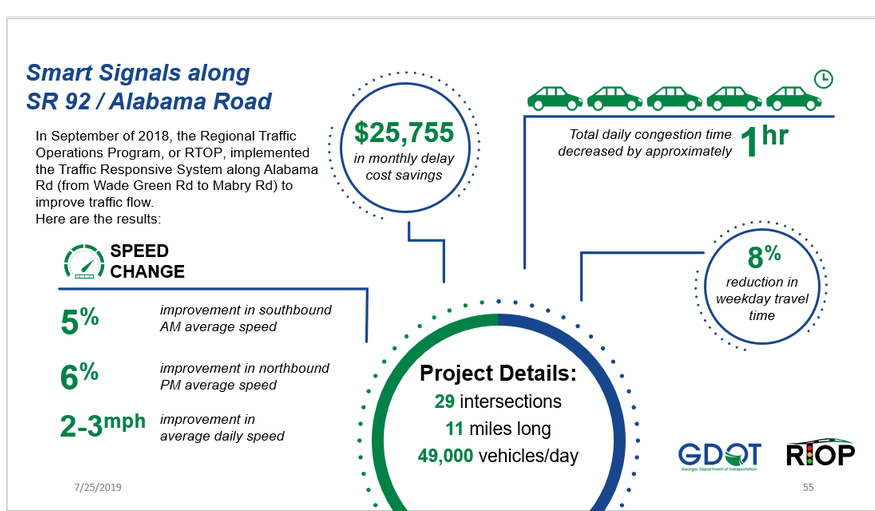 Smart Signals along
SR 92 / Alabama Road
In September of 2018, the Regional Traffic
Operations Program, or RTOP, implemented
the Traffic Responsive System along Alabama
Rd (from Wade Green Rd to Mabry Rd) to
improve traffic flow.
Here are the results:
$25,755
in monthly delay
cost savings
Total daily congestion time
decreased by approximately
1hr
SPEED
CHANGE
5%
improvement in southbound
AM average speed
6%
improvement in northbound
PM average speed
2-3mph
improvement in
average daily speed
8%
reduction in
weekday travel
time
Project Details:
29 intersections
11 miles long
49,000 vehicles/day
GDOT
Georgia Department of Transportation
RTOP
7/25/2019
55